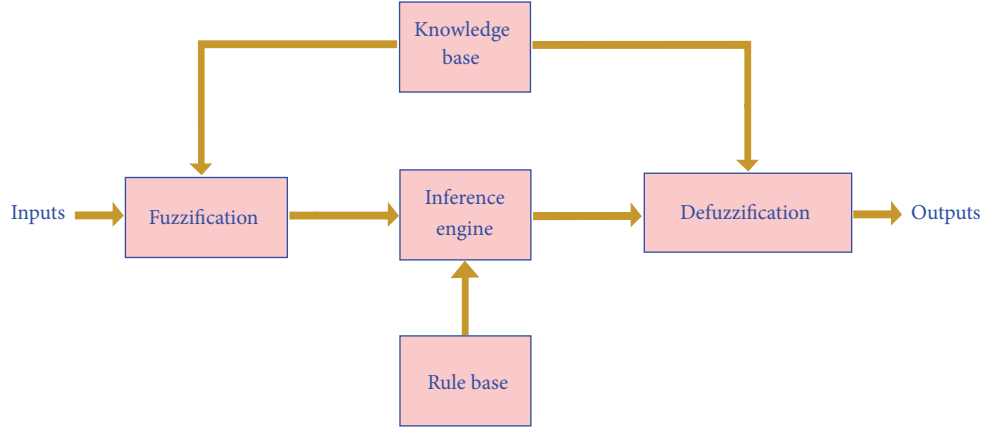 Knowledge
base
Inputs
Fuzzification
Inference
engine
Defuzzification
Outputs
Rule base